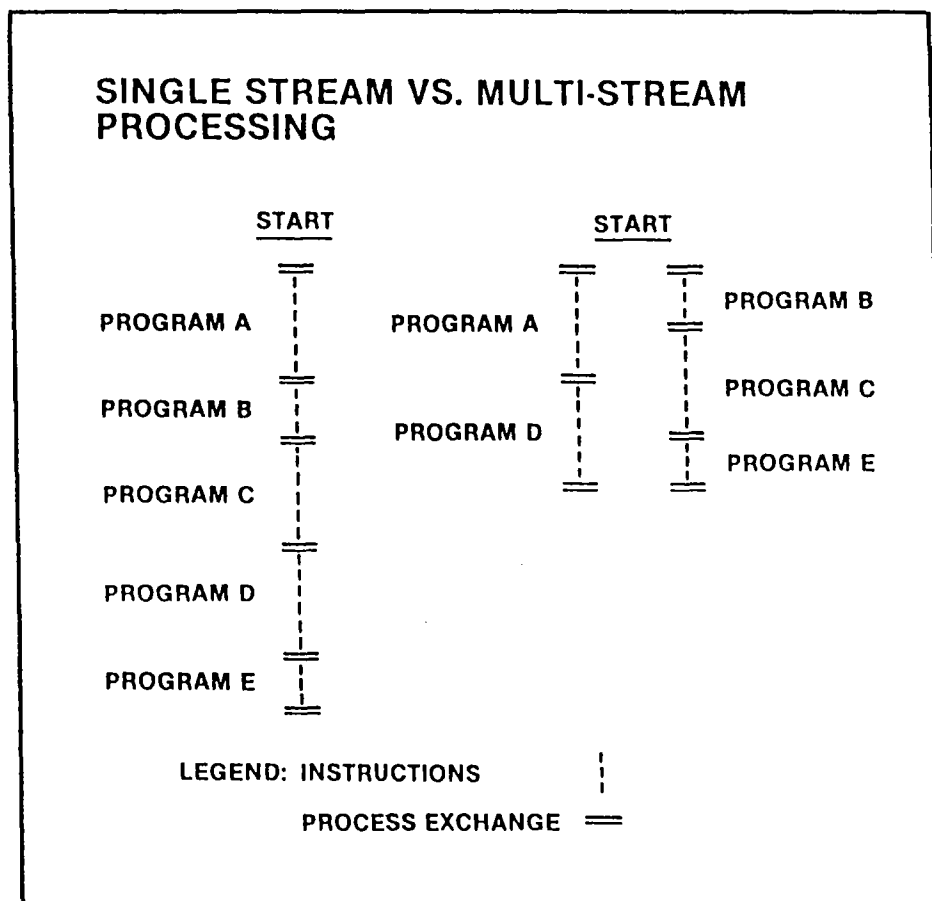 SINGLE STREAM VS. MULTI-STREAM
PROCESSING
START
PROGRAM A
PROGRAM B
PROGRAM C
PROGRAM D
PROGRAM E
START
PROGRAM A
PROGRAM D
PROGRAM B
PROGRAM C
PROGRAM E
LEGEND: INSTRUCTIONS
PROCESS EXCHANGE